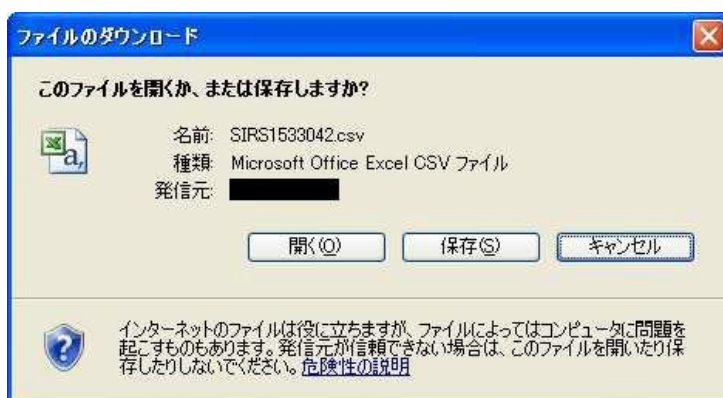 ファイルのダウンロード
このファイルを開くか、または保存しますか?
名前: SIRS1533042.csv
種類: Microsoft Office Excel CSV ファイル
発信元:
開く(O)
保存(S)
キャンセル
インターネットのファイルは役に立ちますが、ファイルによってはコンピュータに問題を
起こすものもあります。発信元が信頼できない場合は、このファイルを開いたり保
存したりしないでください。危険性の説明